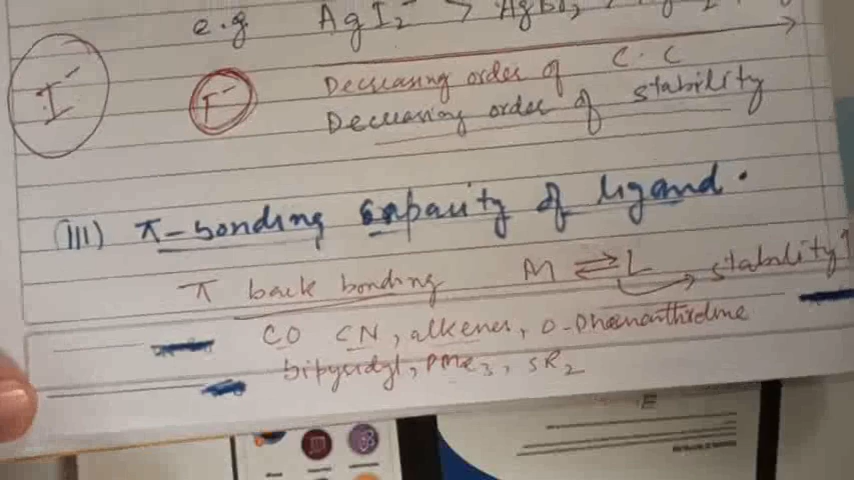 e.g AgI2⁻ > AgBr2
I⁻
F⁻ Decreasing order of C.C
Decreasing order of stability
(III) π-bonding capacity of ligand.
π back bonding M ⇌ L → stability↑
CO CN, alkenes, O-Phenanthroline
bipyridyl, PMe3, SR2